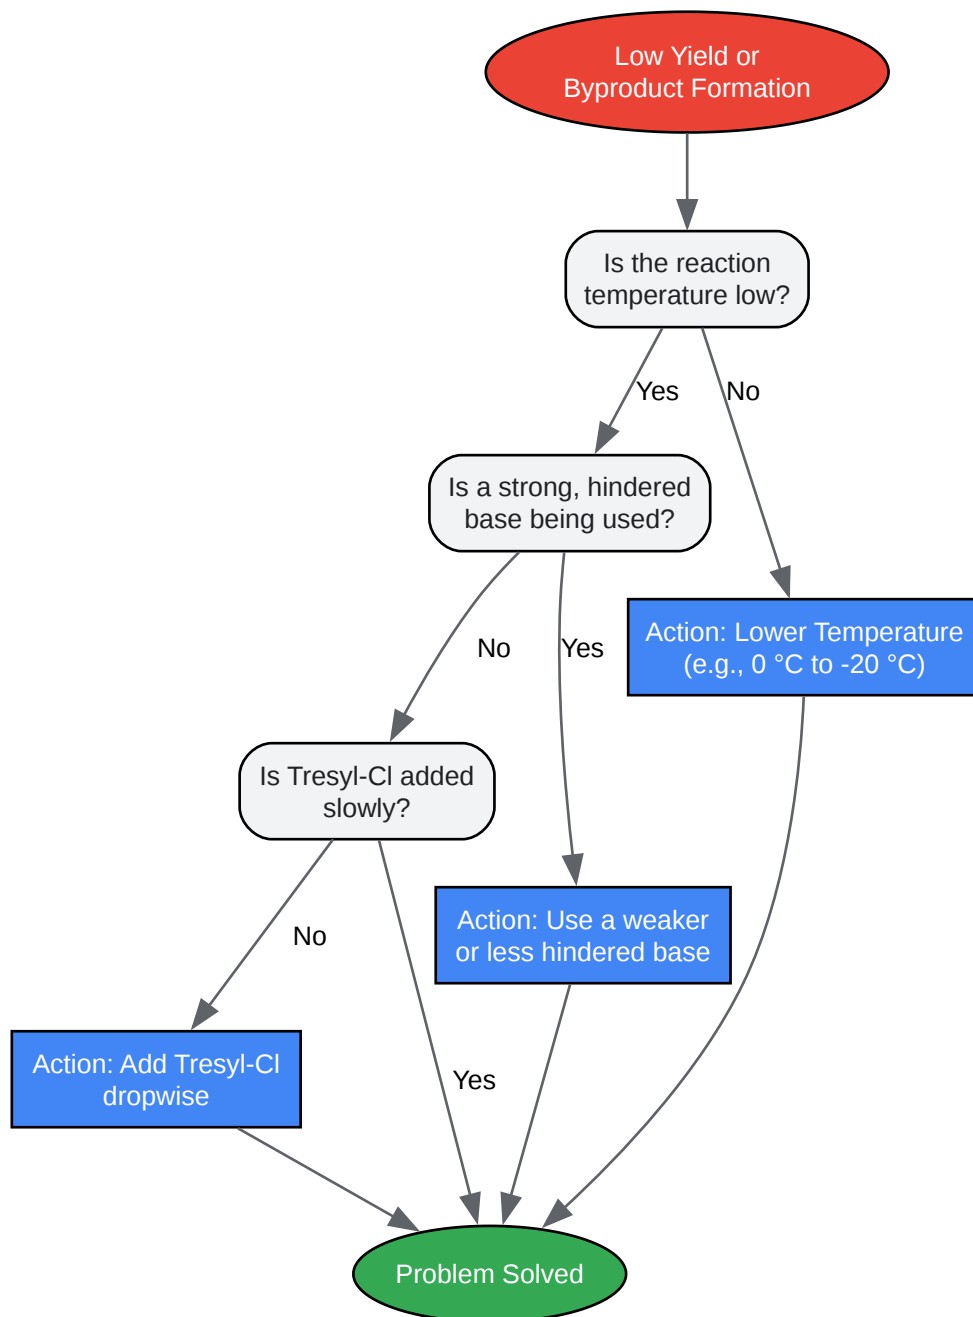 Low Yield or
Byproduct Formation
Is the reaction
temperature low?
Yes
No
Is a strong, hindered
base being used?
Action: Lower Temperature
(e.g., 0 °C to -20 °C)
No
Yes
Is Tresyl-Cl added
slowly?
Action: Use a weaker
or less hindered base
No
Yes
Action: Add Tresyl-Cl
dropwise
Problem Solved